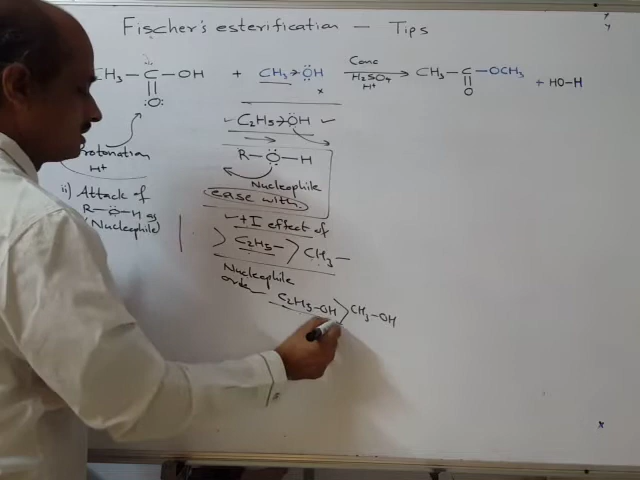 Fischer's esterification — Tips
CH3 — C — OH + CH3 → ÖH Conc H2SO4 H+ → CH3 — C — OCH3 + HO-H
O O
x
✓ C2H5 → ÖH ✓
R — Ö — H
Nucleophile
ease with
✓ +I effect of
> C2H5 — > CH3 —
Nucleophile
order
C2H5-OH > CH3-OH
Protonation
H+
ii) Attack of
R — Ö — H as
(Nucleophile)
x